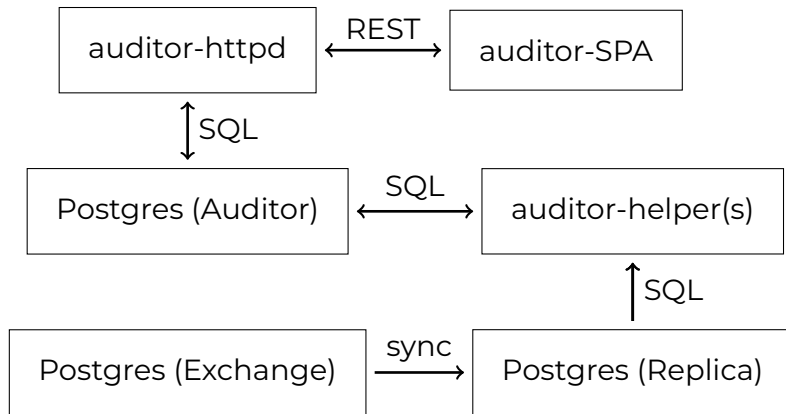 auditor-httpd
REST
auditor-SPA
SQL
Postgres (Auditor)
SQL
auditor-helper(s)
SQL
Postgres (Exchange)
sync
Postgres (Replica)